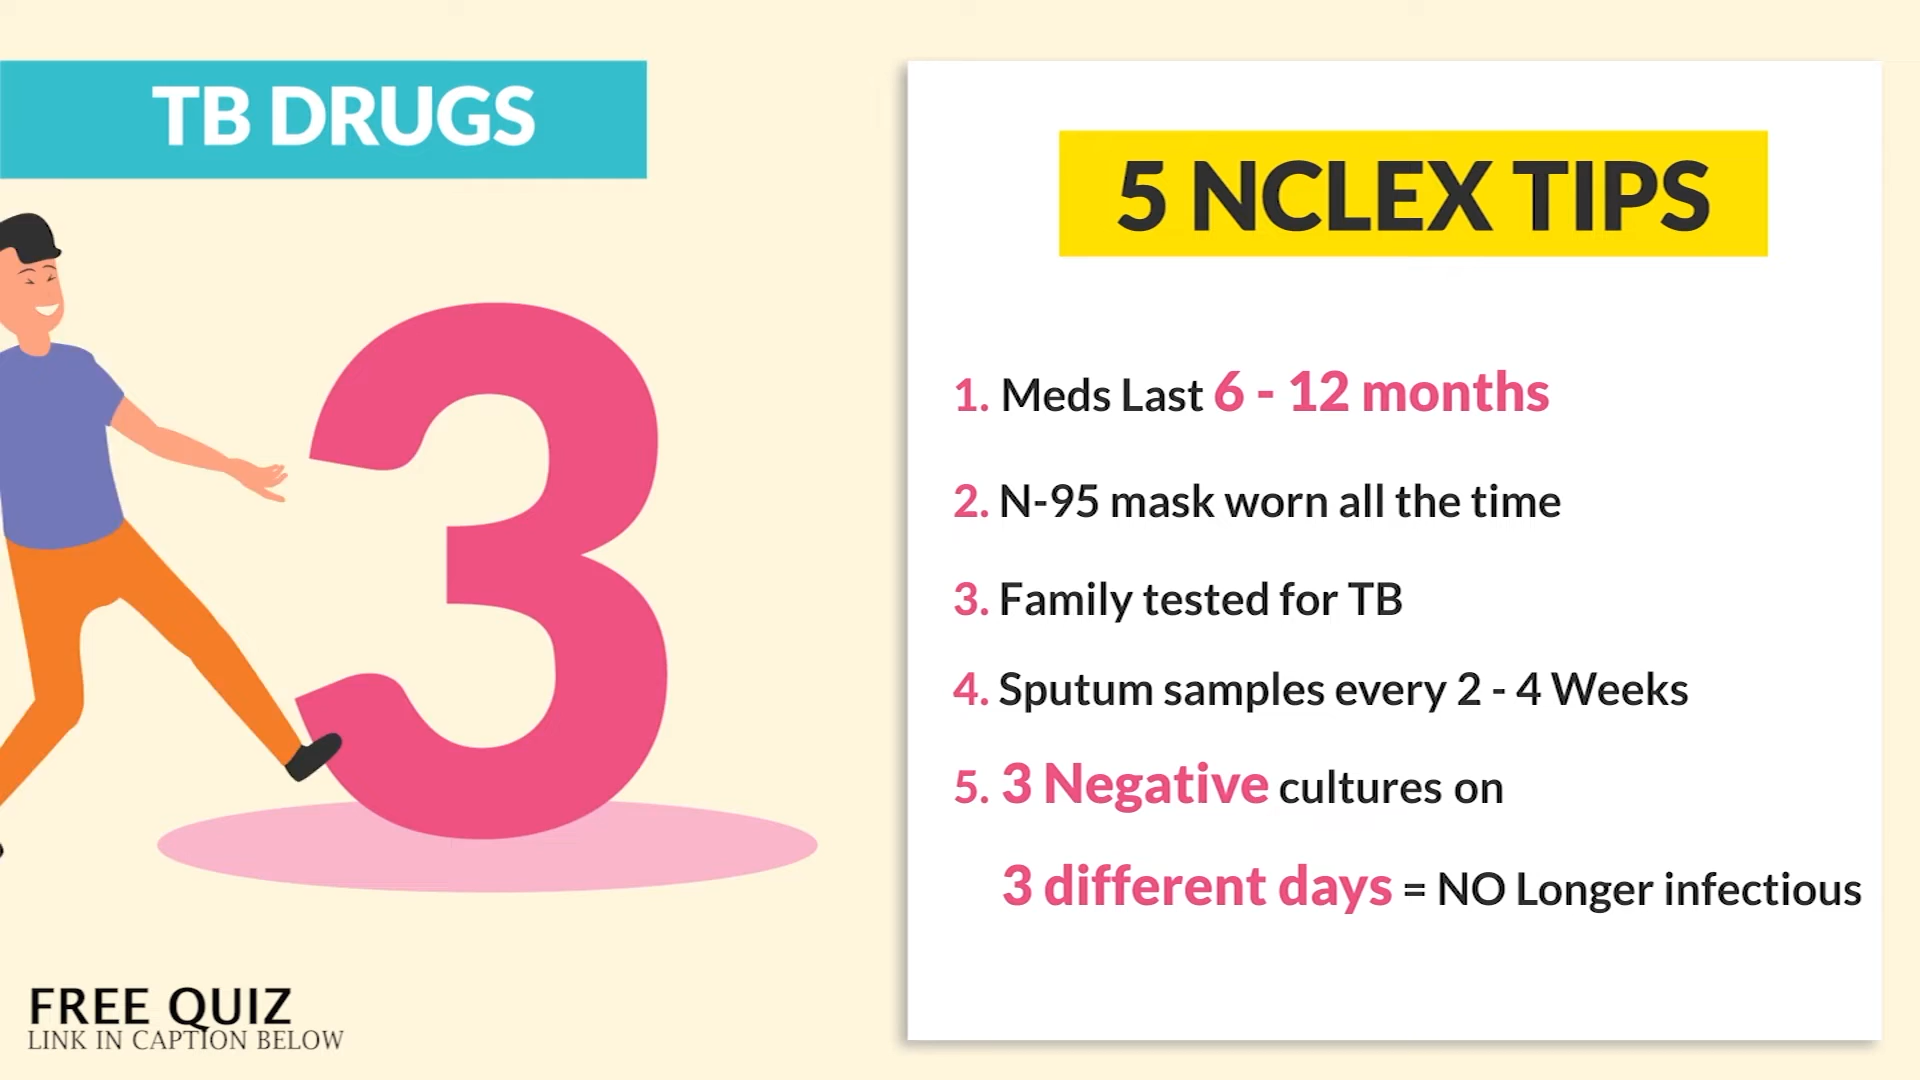 TB DRUGS
3
5 NCLEX TIPS
1. Meds Last 6 - 12 months
2. N-95 mask worn all the time
3. Family tested for TB
4. Sputum samples every 2 - 4 Weeks
5. 3 Negative cultures on
3 different days = NO Longer infectious
FREE QUIZ
LINK IN CAPTION BELOW